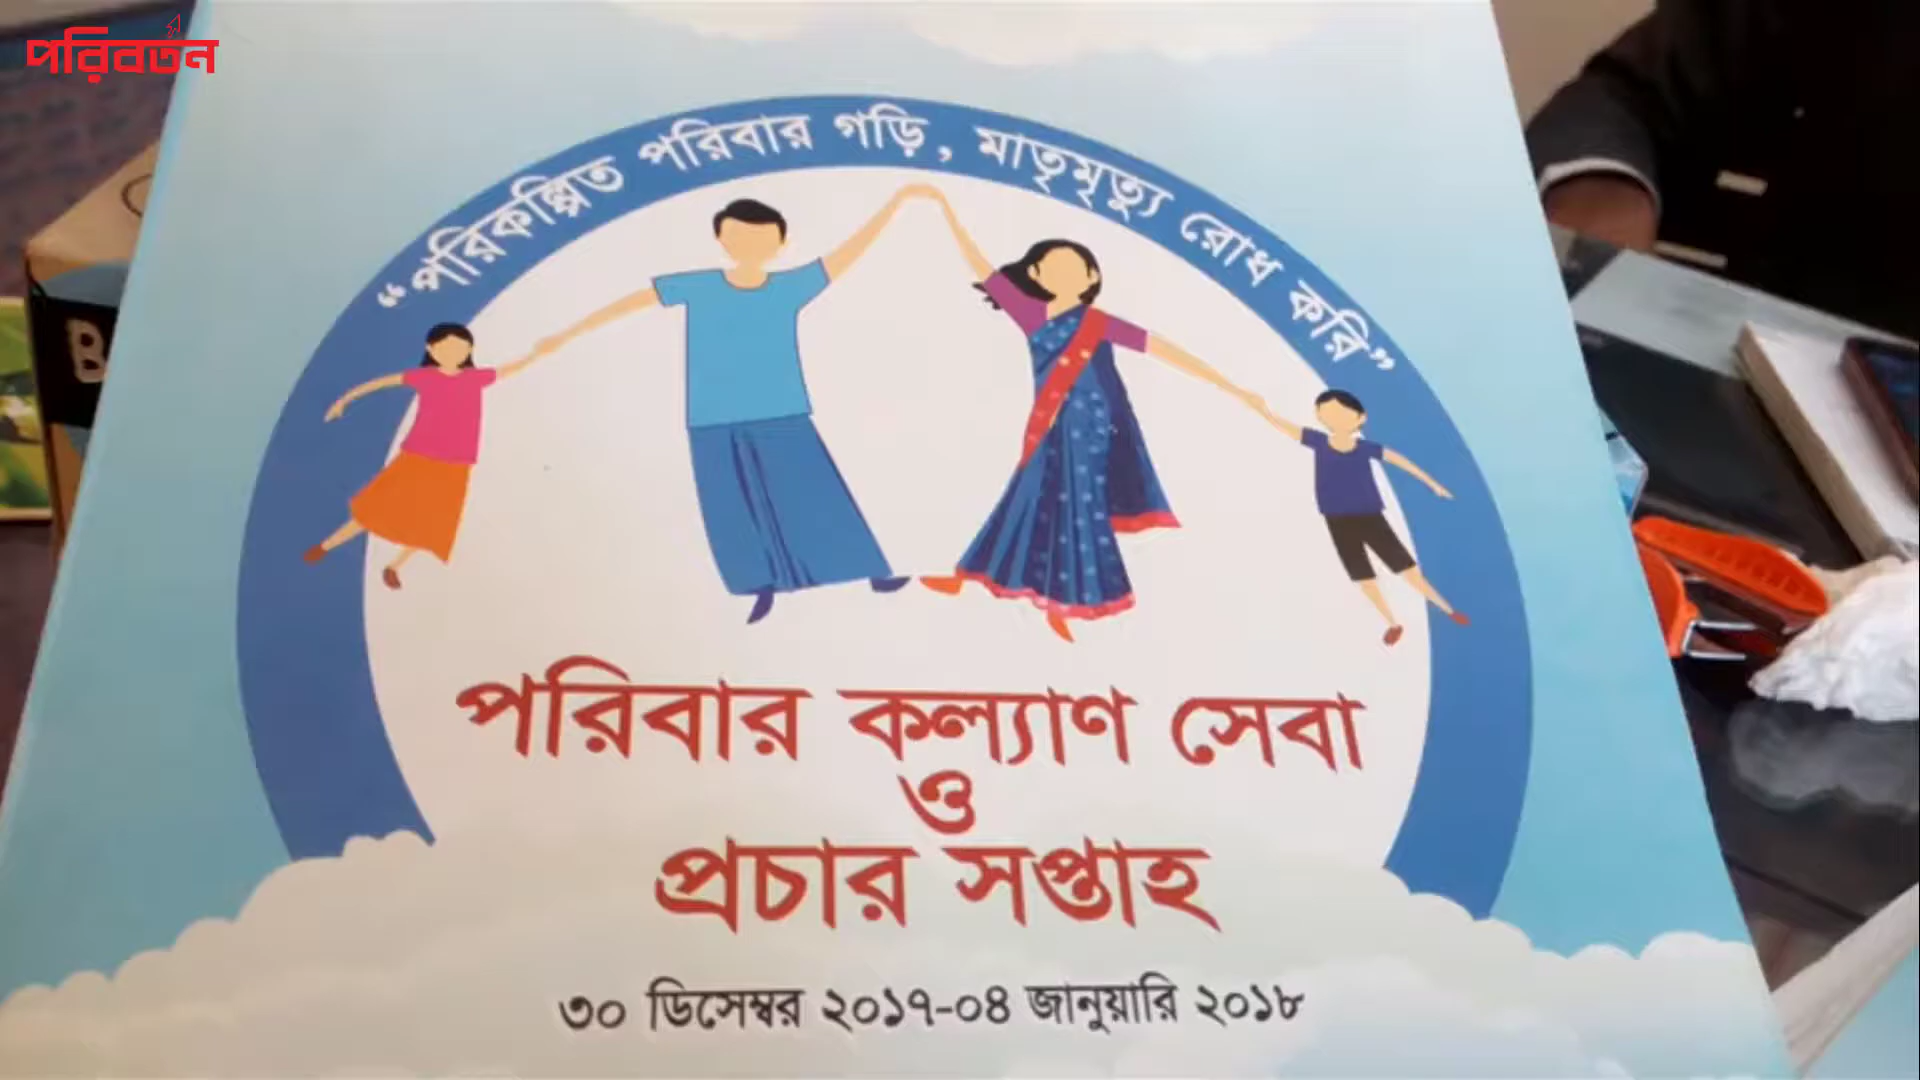 পরিবর্তন
“পরিকল্পিত পরিবার গড়ি, মাতৃমৃত্যু রোধ করি”
B
পরিবার কল্যাণ সেবা
ও
প্রচার সপ্তাহ
৩০ ডিসেম্বর ২০১৭-০৪ জানুয়ারি ২০১৮